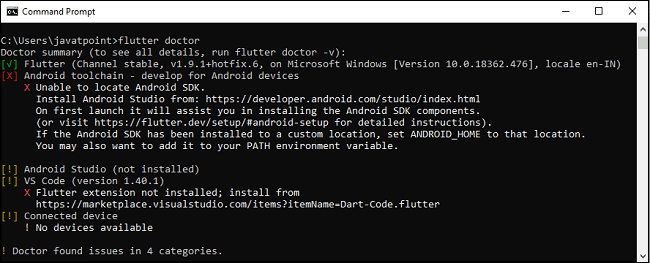 Command Prompt
C:\Users\javatpoint>flutter doctor
Doctor summary (to see all details, run flutter doctor -v):
[√] Flutter (Channel stable, v1.9.1+hotfix.6, on Microsoft Windows [Version 10.0.18362.476], locale en-IN)
[X] Android toolchain - develop for Android devices
X Unable to locate Android SDK.
Install Android Studio from: https://developer.android.com/studio/index.html
On first launch it will assist you in installing the Android SDK components.
(or visit https://flutter.dev/setup/#android-setup for detailed instructions).
If the Android SDK has been installed to a custom location, set ANDROID_HOME to that location.
You may also want to add it to your PATH environment variable.
[!] Android Studio (not installed)
[!] VS Code (version 1.40.1)
X Flutter extension not installed; install from
https://marketplace.visualstudio.com/items?itemName=Dart-Code.flutter
[!] Connected device
! No devices available
! Doctor found issues in 4 categories.